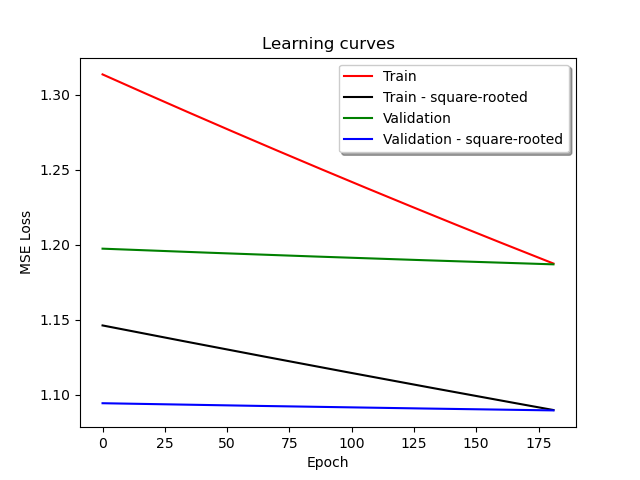 Learning curves
Train
Train - square-rooted
Validation
Validation - square-rooted
MSE Loss
1.30
1.25
1.20
1.15
1.10
0 25 50 75 100 125 150 175
Epoch